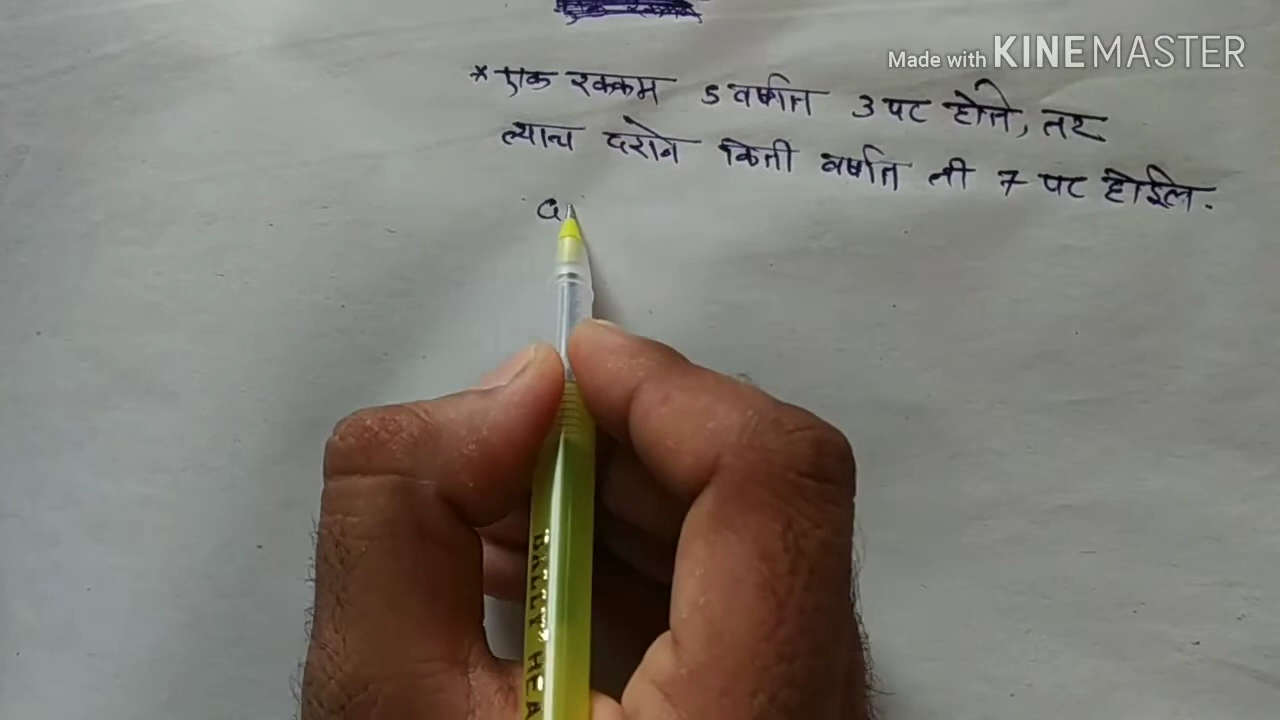 Made with KINEMASTER
* एक रक्कम 5 वर्षात 3 पट होते, तर
त्याच दराने किती वर्षात ती 7 पट होईल.